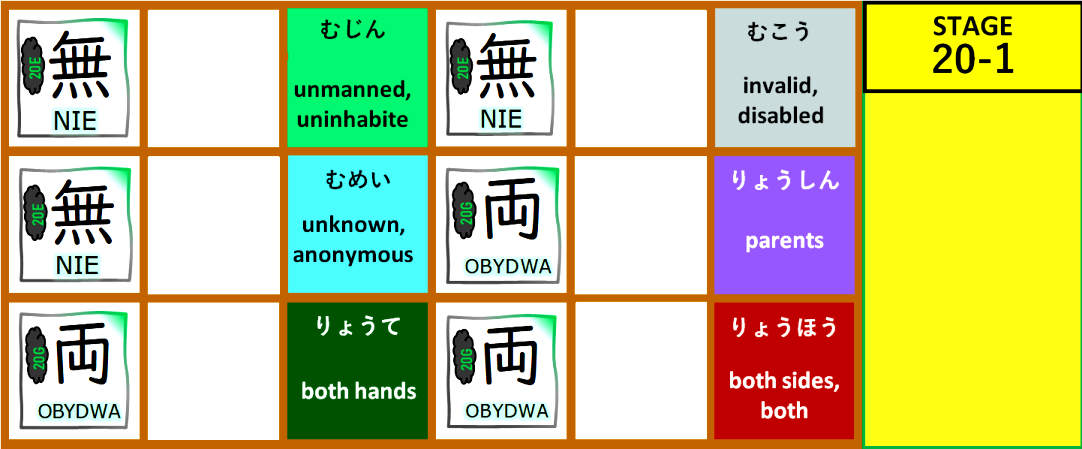 20E
無
NIE
むじん
unmanned,
uninhabite
20E
無
NIE
むこう
invalid,
disabled
STAGE
20-1
20E
無
NIE
むめい
unknown,
anonymous
20G
両
OBYDWA
りょうしん
parents
20G
両
OBYDWA
りょうて
both hands
20G
両
OBYDWA
りょうほう
both sides,
both